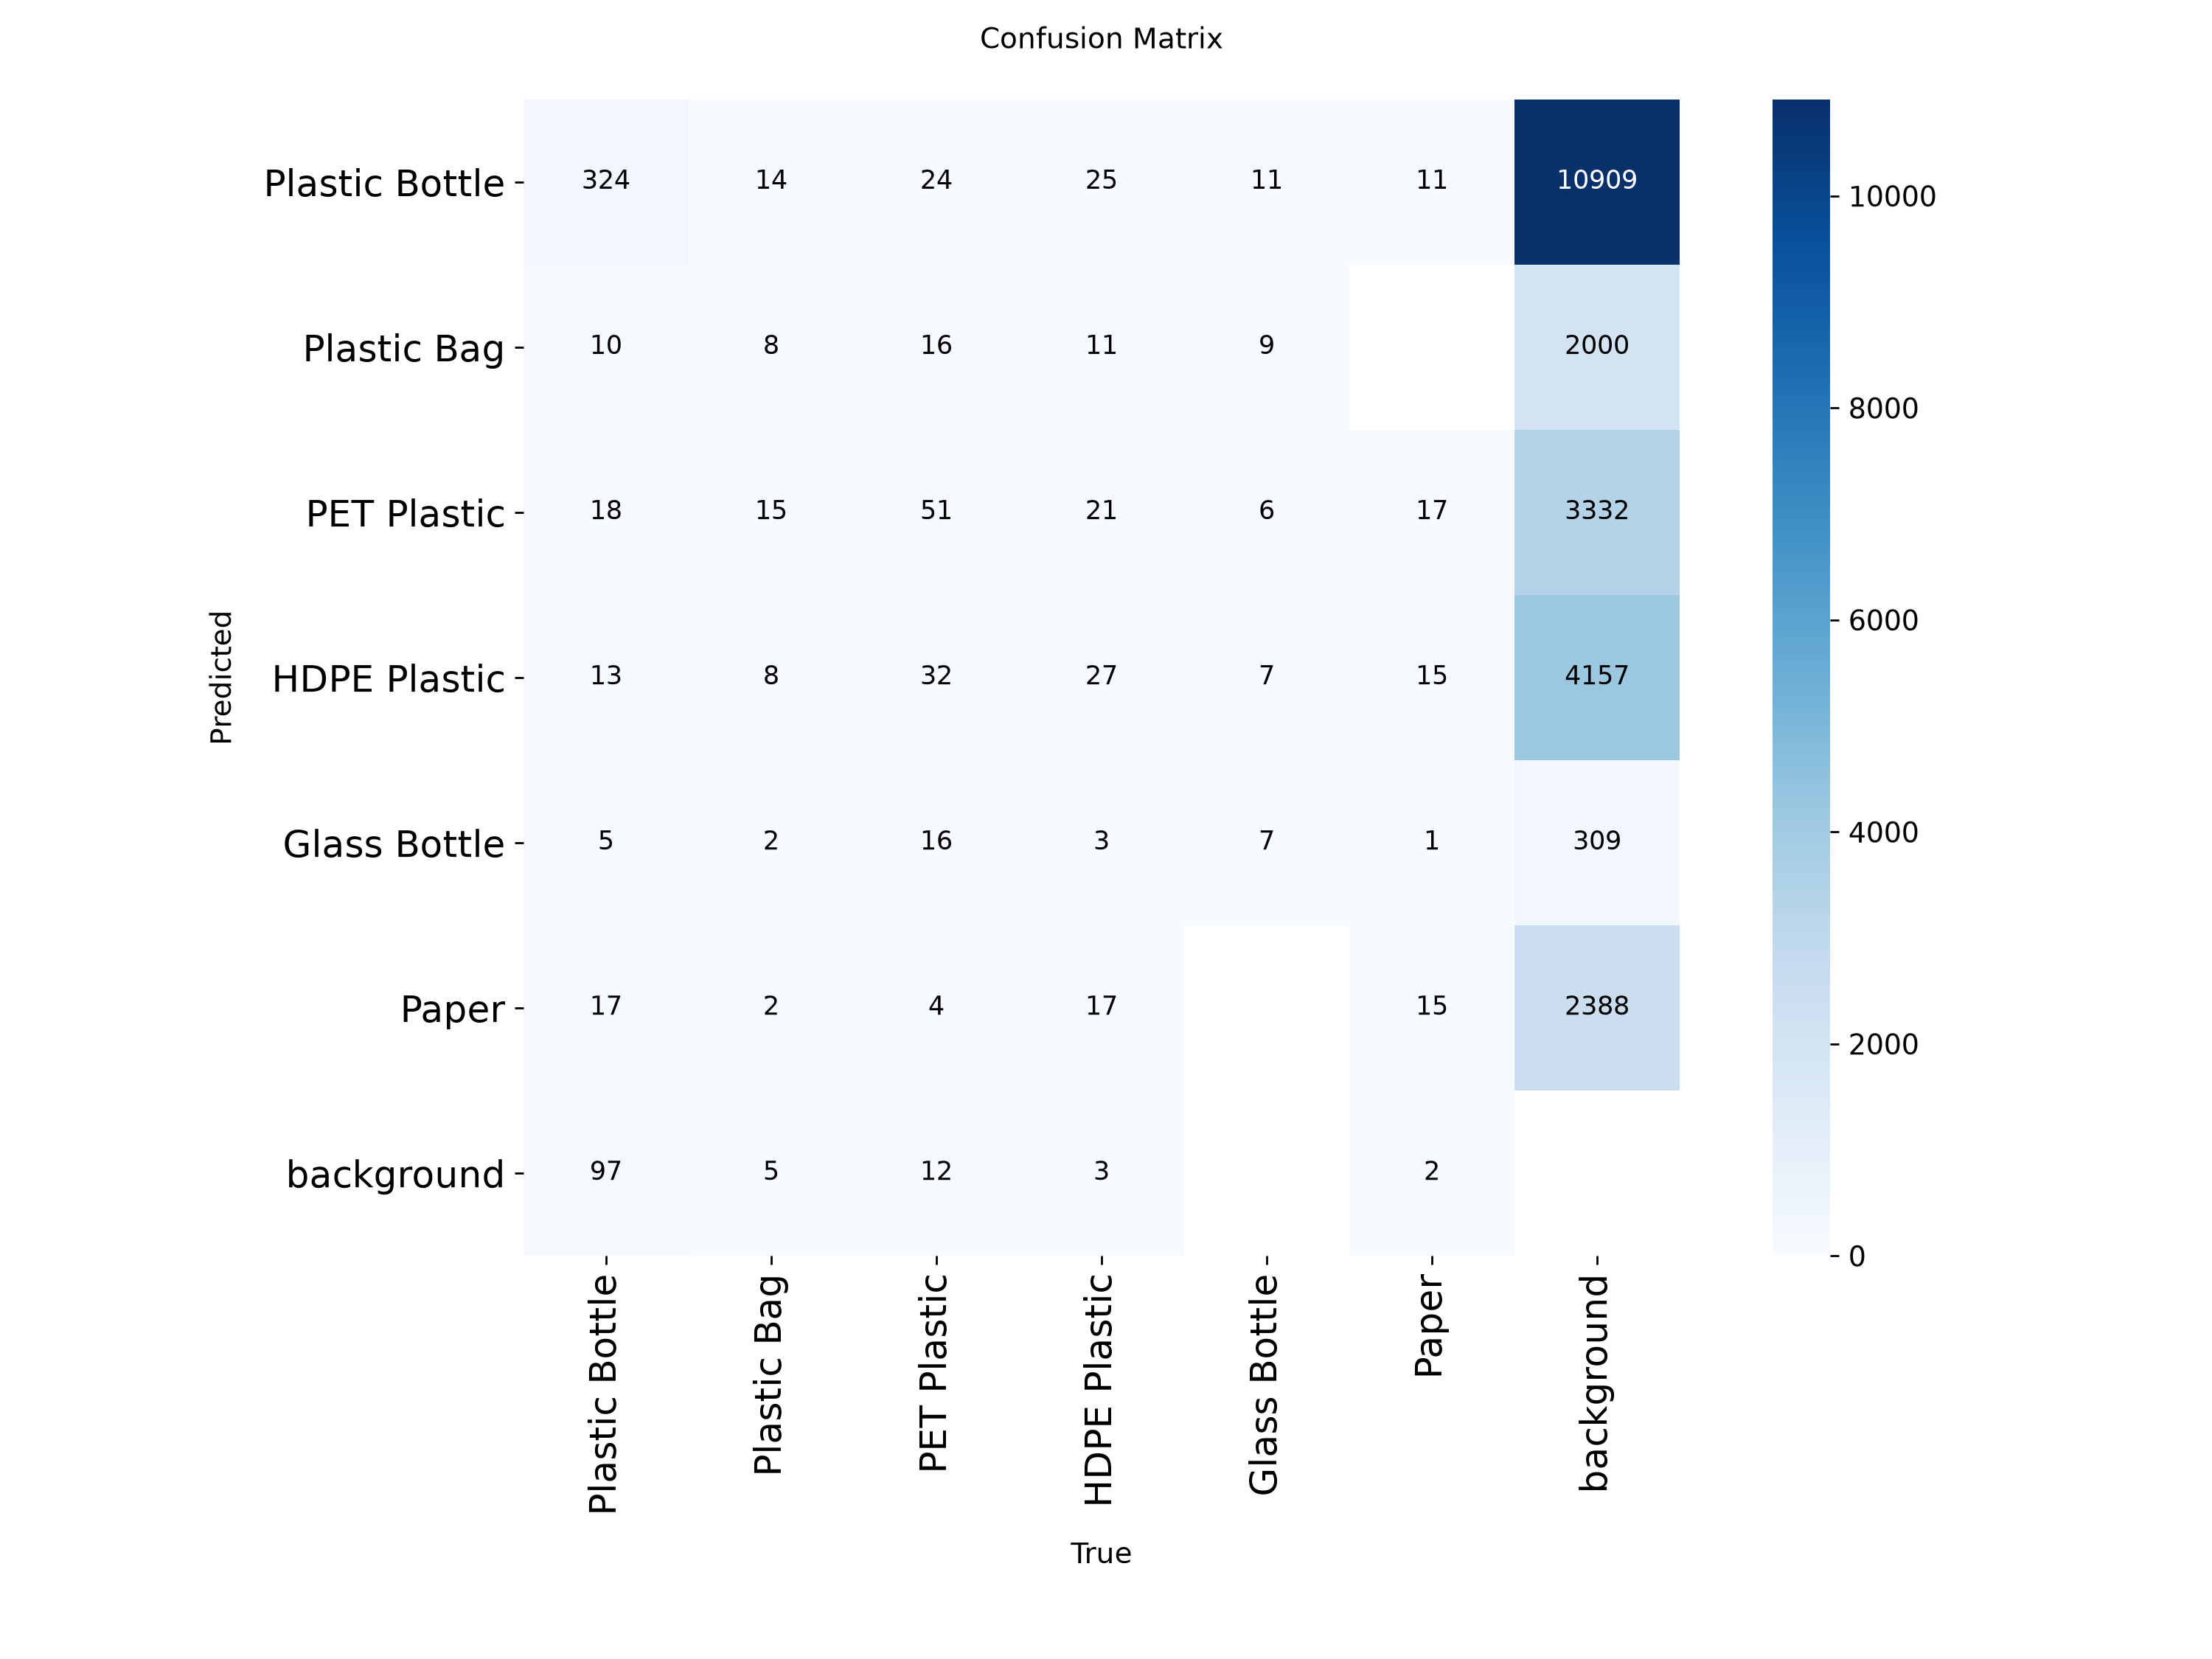 Confusion Matrix
Plastic Bottle 324 14 24 25 11 11 10909
Plastic Bag 10 8 16 11 9 2000
PET Plastic 18 15 51 21 6 17 3332
HDPE Plastic 13 8 32 27 7 15 4157
Glass Bottle 5 2 16 3 7 1 309
Paper 17 2 4 17 15 2388
background 97 5 12 3 2
Predicted
Plastic Bottle
Plastic Bag
PET Plastic
HDPE Plastic
Glass Bottle
Paper
background
True
10000
8000
6000
4000
2000
0